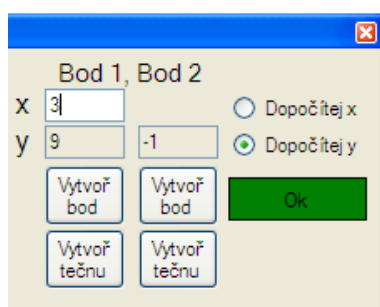 Bod 1, Bod 2
x 3 Dopočítej x
y 9 -1 Dopočítej y
Vytvoř bod Vytvoř bod Ok
Vytvoř tečnu Vytvoř tečnu